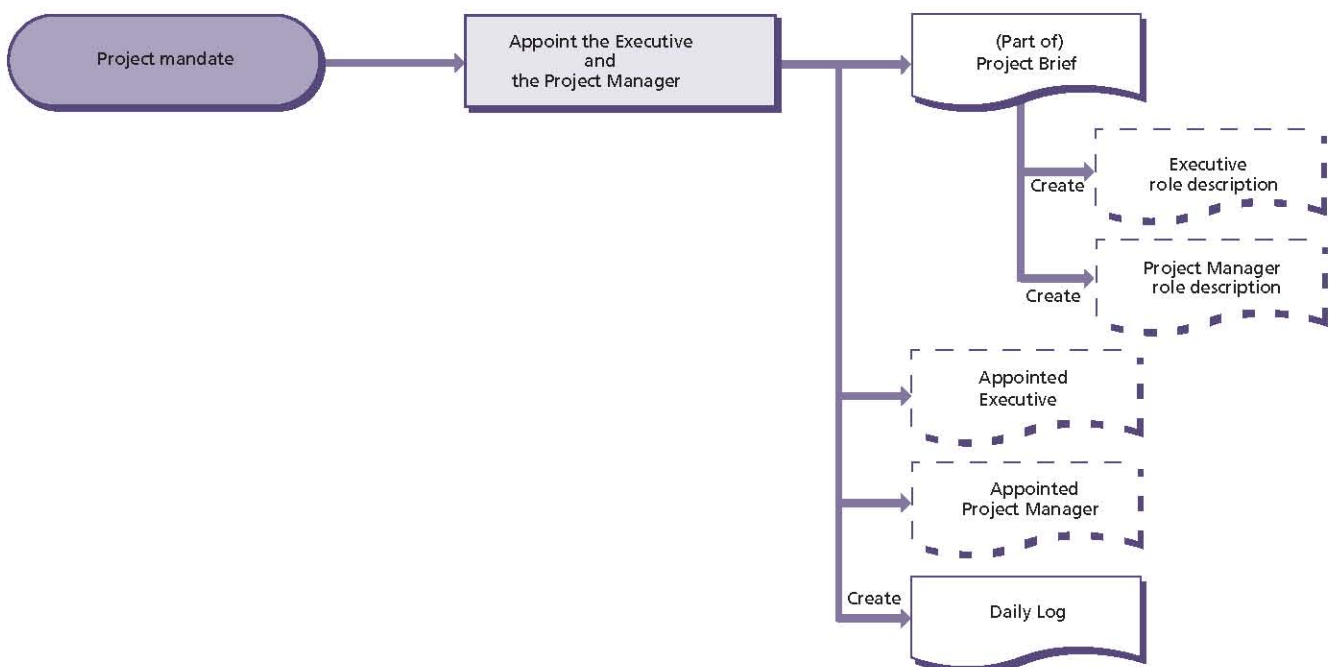 Project mandate
Appoint the Executive
and
the Project Manager
(Part of)
Project Brief
Create
Executive
role description
Create
Project Manager
role description
Appointed
Executive
Appointed
Project Manager
Create
Daily Log